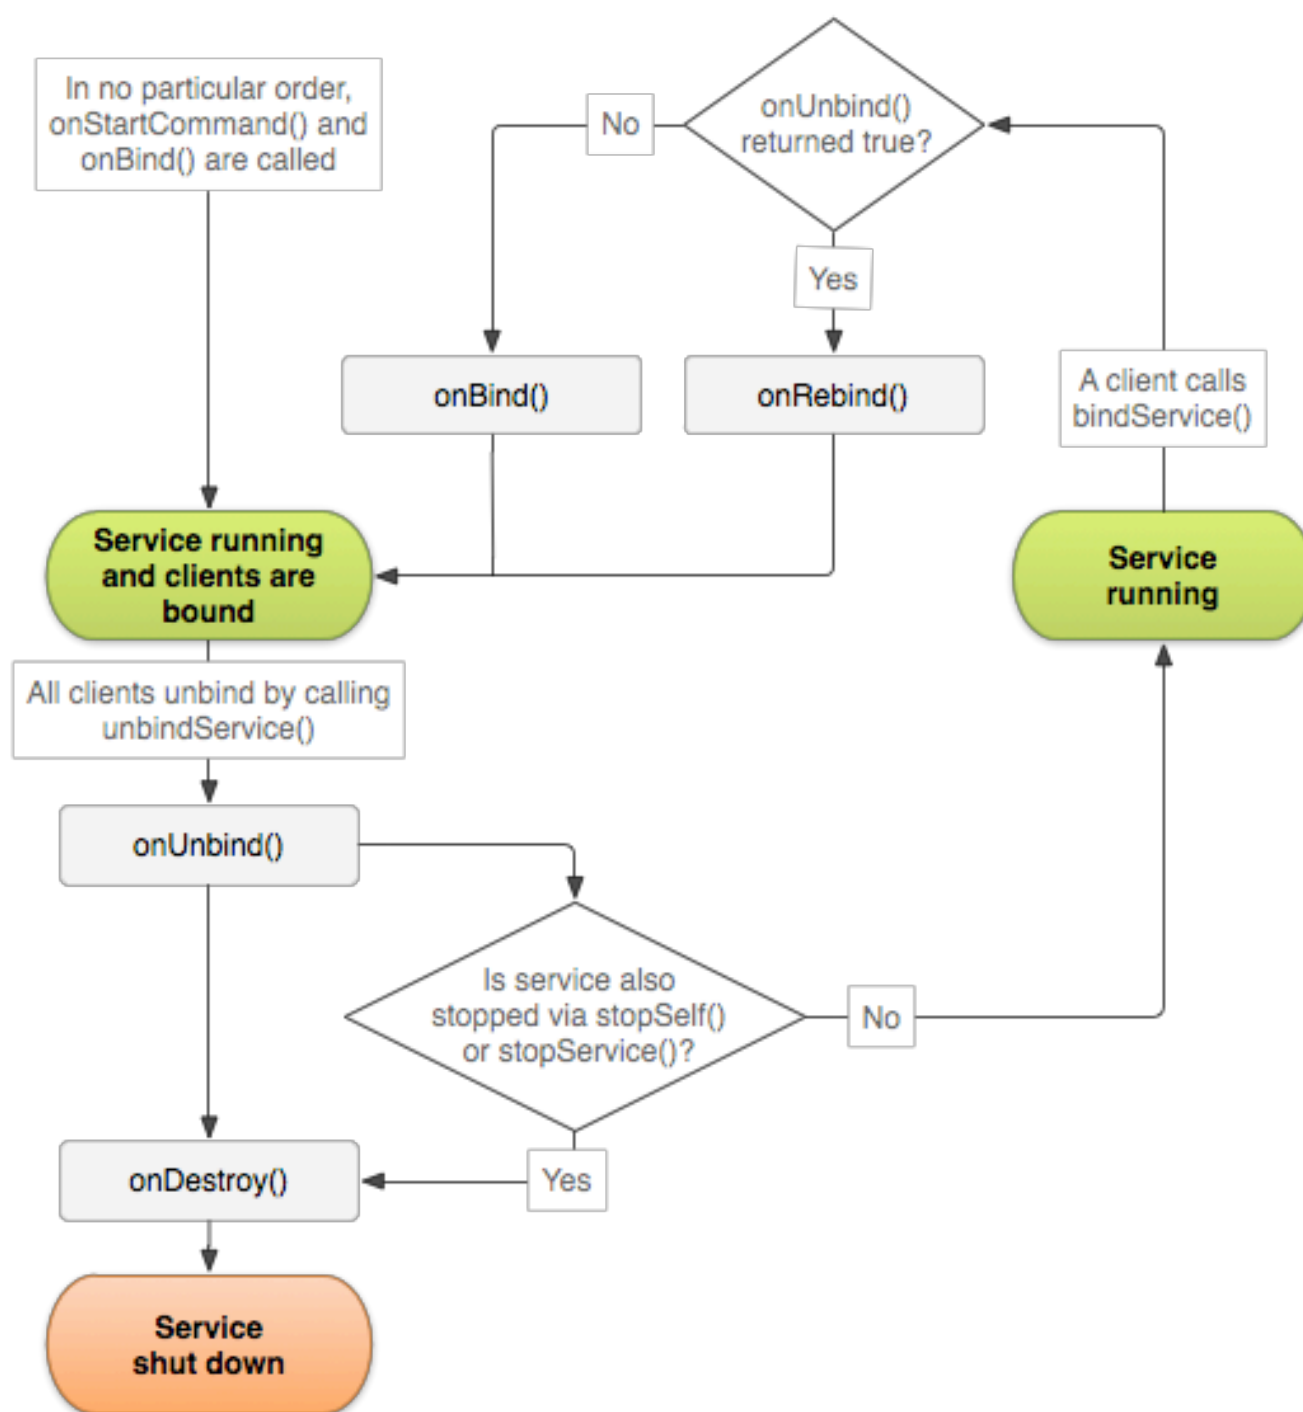 In no particular order,
onStartCommand() and
onBind() are called
onUnbind()
returned true?
No
Yes
onBind()
onRebind()
A client calls
bindService()
Service running
and clients are
bound
Service
running
All clients unbind by calling
unbindService()
onUnbind()
Is service also
stopped via stopSelf()
or stopService()?
No
Yes
onDestroy()
Service
shut down